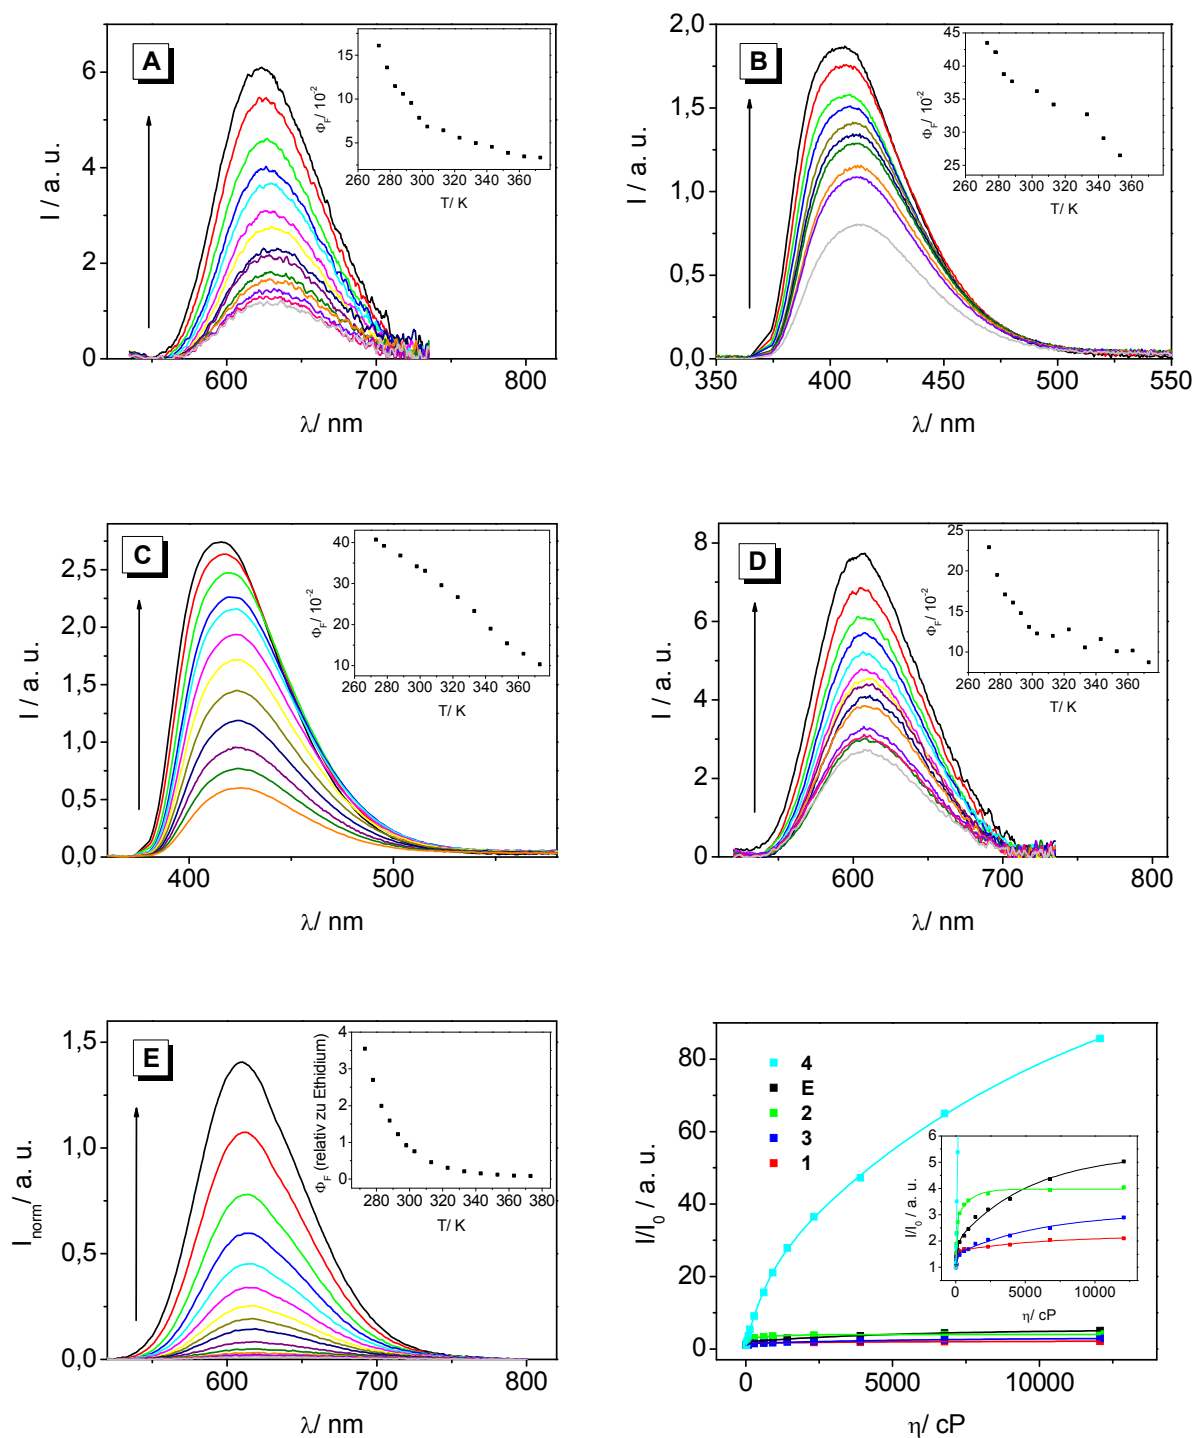 A
I / a. u.
6
4
2
0
600
700
800
λ/ nm
Φ_F/ 10⁻²
15
10
5
260 280 300 320 340 360
T/ K
B
I / a. u.
2,0
1,5
1,0
0,5
0,0
350
400
450
500
550
λ/ nm
Φ_F/ 10⁻²
45
40
35
30
25
260 280 300 320 340 360
T/ K
C
I / a. u.
2,5
2,0
1,5
1,0
0,5
0,0
400
500
λ/ nm
Φ_F/ 10⁻²
40
30
20
10
260 280 300 320 340 360
T/ K
D
I / a. u.
8
6
4
2
0
600
700
800
λ/ nm
Φ_F/ 10⁻²
25
20
15
10
260 280 300 320 340 360
T/ K
E
I_norm/ a. u.
1,5
1,0
0,5
0,0
600
700
800
λ/ nm
Φ_F (relativ zu Ethidium)
4
3
2
1
0
280 300 320 340 360 380
T/ K
I/I₀ / a. u.
80
60
40
20
0
0
5000
10000
η/ cP
4
E
2
3
1
I/I₀ / a. u.
6
5
4
3
2
1
0
5000
10000
η/ cP